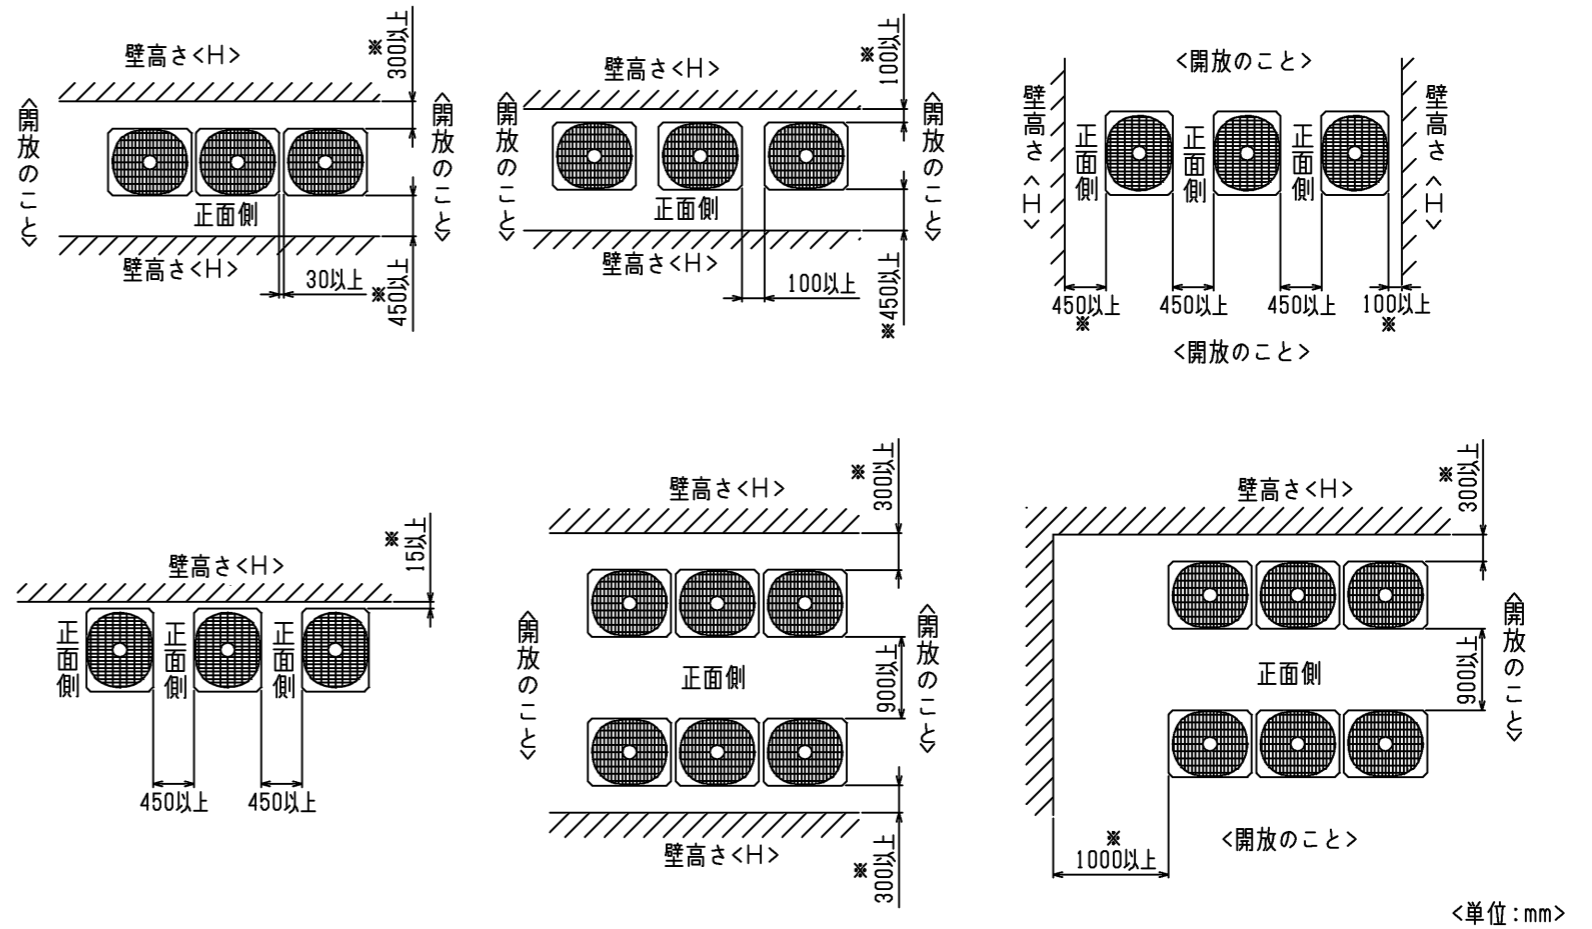 壁高さ<H>
※
300以上
<開放のこと>
<開放のこと>
正面側
壁高さ<H>
30以上
※
450以上
壁高さ<H>
※
100以上
<開放のこと>
<開放のこと>
正面側
壁高さ<H>
100以上
※450以上
<開放のこと>
壁高さ<H>
正面側
正面側
正面側
壁高さ<H>
450以上
※
450以上
450以上
100以上
※
<開放のこと>
壁高さ<H>
※
15以上
正面側
正面側
正面側
450以上
450以上
壁高さ<H>
※
300以上
<開放のこと>
正面側
900以上
<開放のこと>
壁高さ<H>
※
300以上
壁高さ<H>
※
300以上
正面側
900以上
<開放のこと>
※
1000以上
<開放のこと>
<単位:mm>